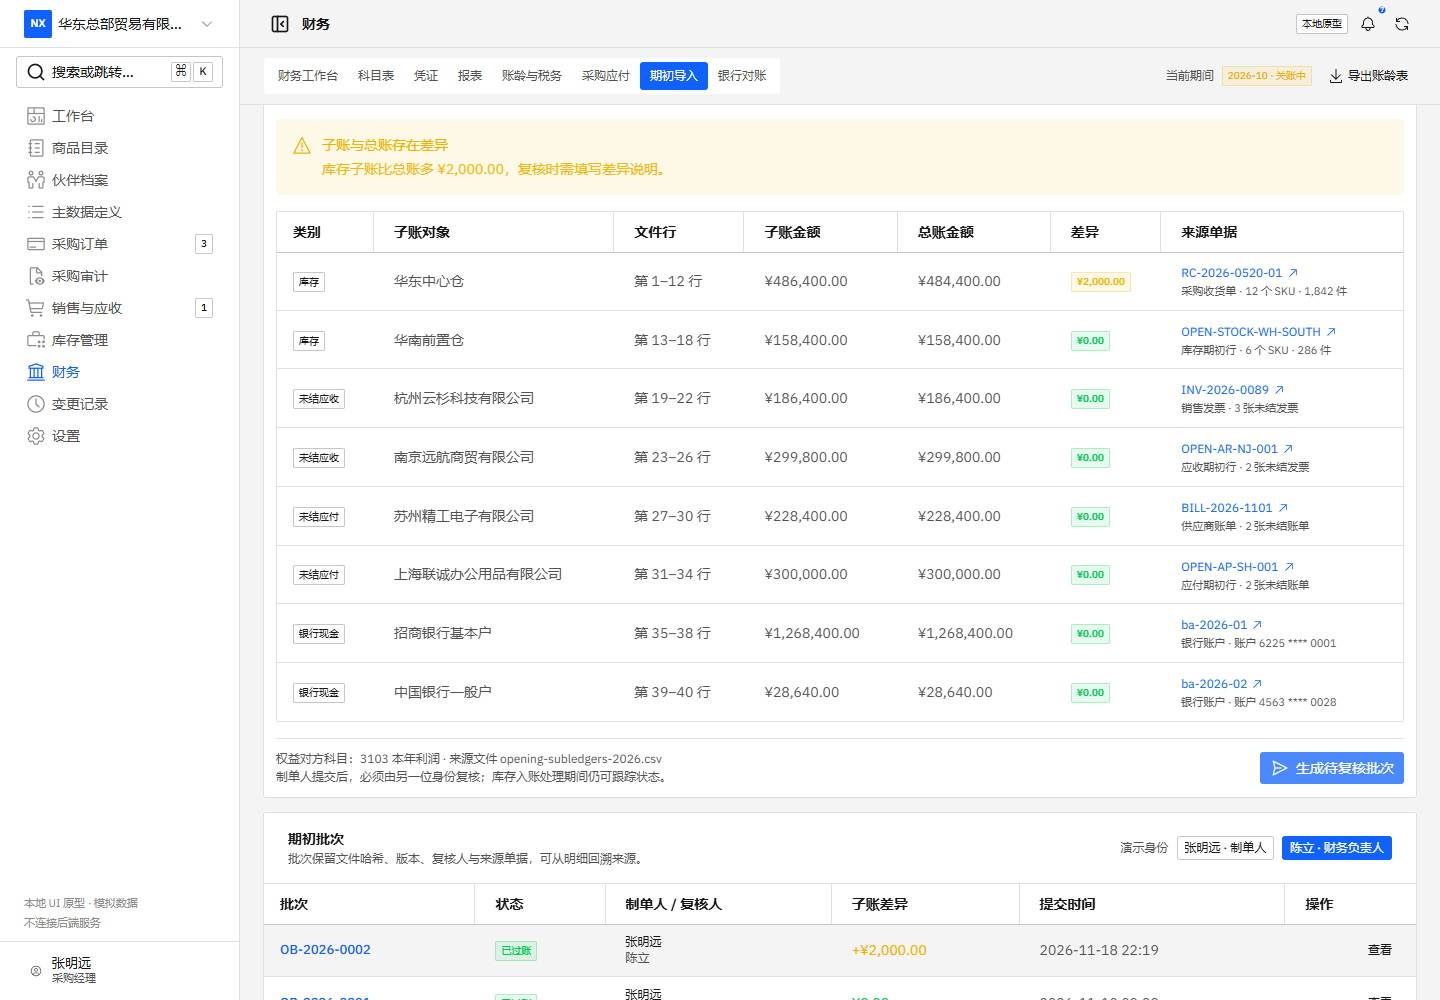 NX 华东总部贸易有限...
搜索或跳转... ⌘ K
工作台
商品目录
伙伴档案
主数据定义
采购订单 3
采购审计
销售与应收 1
库存管理
财务
变更记录
设置
本地 UI 原型 · 模拟数据
不连接后端服务
张明远
采购经理
财务
本地原型
财务工作台 科目表 凭证 报表 账龄与税务 采购应付 期初导入 银行对账
当前期间 2026-10 · 关账中 导出账龄表
子账与总账存在差异
库存子账比总账多 ¥2,000.00，复核时需填写差异说明。
类别 子账对象 文件行 子账金额 总账金额 差异 来源单据
库存 华东中心仓 第 1–12 行 ¥486,400.00 ¥484,400.00 ¥2,000.00 RC-2026-0520-01
采购收货单 · 12 个 SKU · 1,842 件
库存 华南前置仓 第 13–18 行 ¥158,400.00 ¥158,400.00 ¥0.00 OPEN-STOCK-WH-SOUTH
库存期初行 · 6 个 SKU · 286 件
未结应收 杭州云杉科技有限公司 第 19–22 行 ¥186,400.00 ¥186,400.00 ¥0.00 INV-2026-0089
销售发票 · 3 张未结发票
未结应收 南京远航商贸有限公司 第 23–26 行 ¥299,800.00 ¥299,800.00 ¥0.00 OPEN-AR-NJ-001
应收期初行 · 2 张未结发票
未结应付 苏州精工电子有限公司 第 27–30 行 ¥228,400.00 ¥228,400.00 ¥0.00 BILL-2026-1101
供应商账单 · 2 张未结账单
未结应付 上海联诚办公用品有限公司 第 31–34 行 ¥300,000.00 ¥300,000.00 ¥0.00 OPEN-AP-SH-001
应付期初行 · 2 张未结账单
银行现金 招商银行基本户 第 35–38 行 ¥1,268,400.00 ¥1,268,400.00 ¥0.00 ba-2026-01
银行账户 · 账户 6225 **** 0001
银行现金 中国银行一般户 第 39–40 行 ¥28,640.00 ¥28,640.00 ¥0.00 ba-2026-02
银行账户 · 账户 4563 **** 0028
权益对方科目：3103 本年利润 · 来源文件 opening-subledgers-2026.csv
制单人提交后，必须由另一位身份复核；库存入账处理期间仍可跟踪状态。
生成待复核批次
期初批次
批次保留文件哈希、版本、复核人与来源单据，可从明细回溯来源。
演示身份 张明远 · 制单人 陈立 · 财务负责人
批次 状态 制单人 / 复核人 子账差异 提交时间 操作
OB-2026-0002 已过账 张明远 +¥2,000.00 2026-11-18 22:19 查看
陈立
张明远